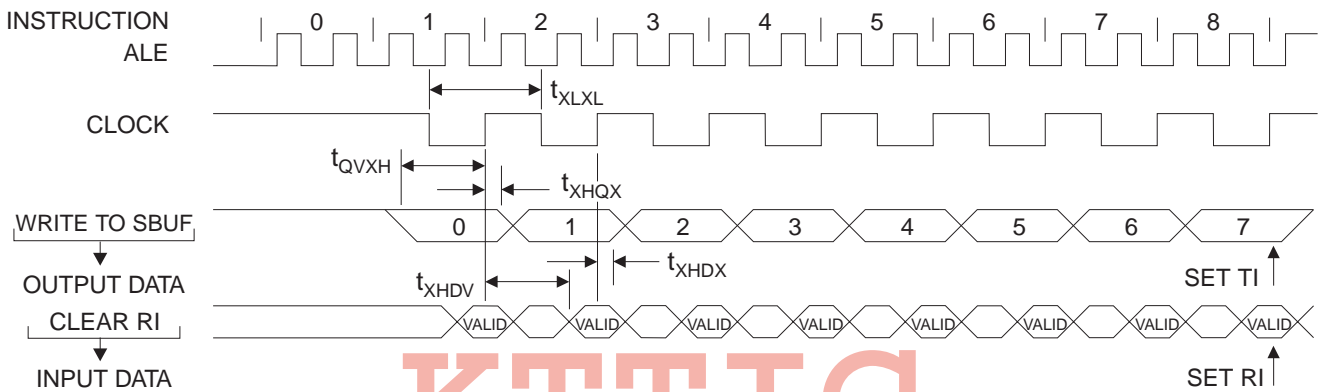 INSTRUCTION 0 1 2 3 4 5 6 7 8
ALE
tXLXL
CLOCK
tQVXH
tXHQX
WRITE TO SBUF 0 1 2 3 4 5 6 7
tXHDX
tXHDV
SET TI
OUTPUT DATA
CLEAR RI VALID VALID VALID VALID VALID VALID VALID VALID
INPUT DATA
SET RI